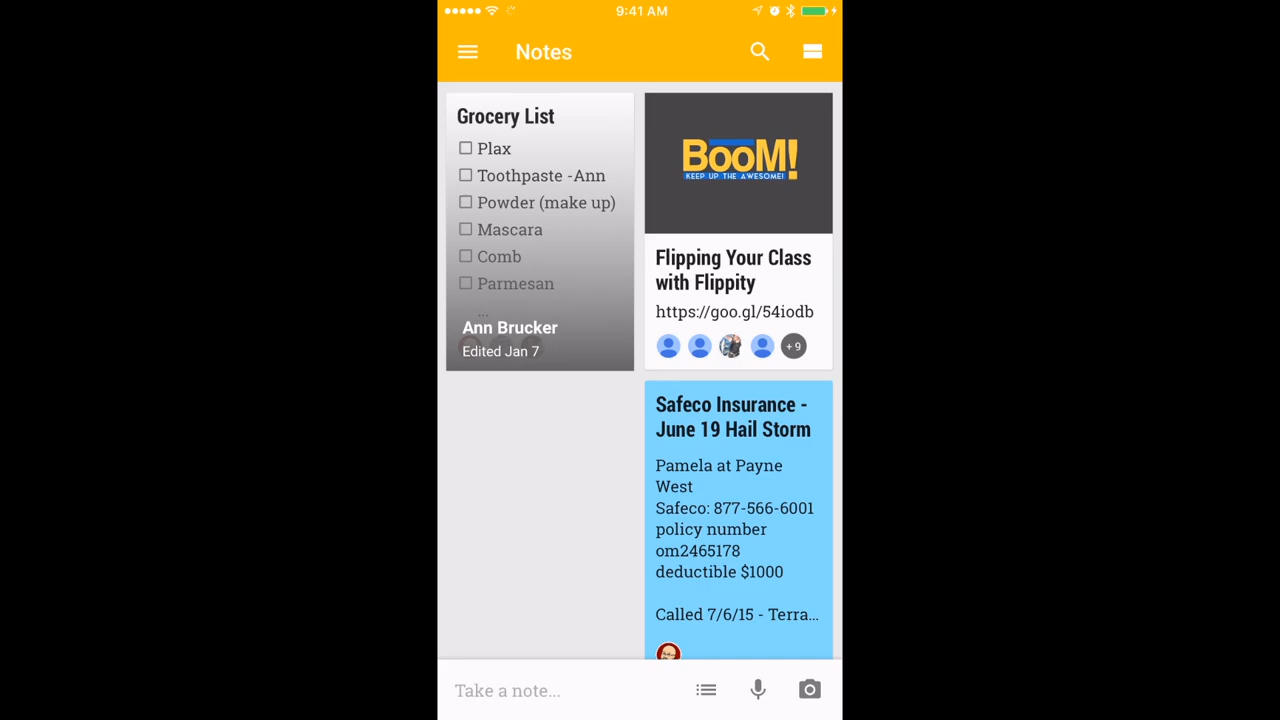 9:41 AM
Notes
Grocery List
Plax
Toothpaste -Ann
Powder (make up)
Mascara
Comb
Parmesan
...
Ann Brucker
Edited Jan 7
BooM!
KEEP UP THE AWESOME!
Flipping Your Class
with Flippity
https://goo.gl/54iodb
+9
Safeco Insurance -
June 19 Hail Storm
Pamela at Payne
West
Safeco: 877-566-6001
policy number
om2465178
deductible $1000
Called 7/6/15 - Terra...
Take a note...